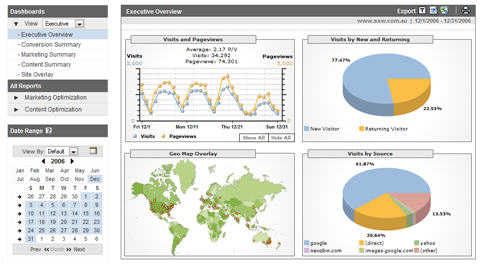 Dashboards
View Executive
- Executive Overview
- Conversion Summary
- Marketing Summary
- Content Summary
- Site Overlay
All Reports
Marketing Optimization
Content Optimization
Date Range ?
View By Default
2006
Jan Feb Mar Apr May Jun
Jul Aug Sep Oct Nov Dec
S M T W T F S
26 27 28 29 30 1 2
3 4 5 6 7 8 9
10 11 12 13 14 15 16
17 18 19 20 21 22 23
24 25 26 27 28 29 30
31 1 2 3 4 5 6
Prev << Month >> Next
Executive Overview
Export T
www.ssw.com.au | 12/1/2006 - 12/31/2006
Visits and Pageviews
Average: 2.17 P/V
Visits: 34,292
Pageviews: 74,301
Visits
Pageviews
3,000
5,000
Fri 12/1 Mon 12/11 Thu 12/21 Sun 12/31
Visits Pageviews
Show All Hide All
Visits by New and Returning
77.47%
22.53%
New Visitor Returning Visitor
Geo Map Overlay
Visits by Source
61.87%
13.53%
20.64%
google (direct) yahoo
nexzbin.com images-google.com (other)